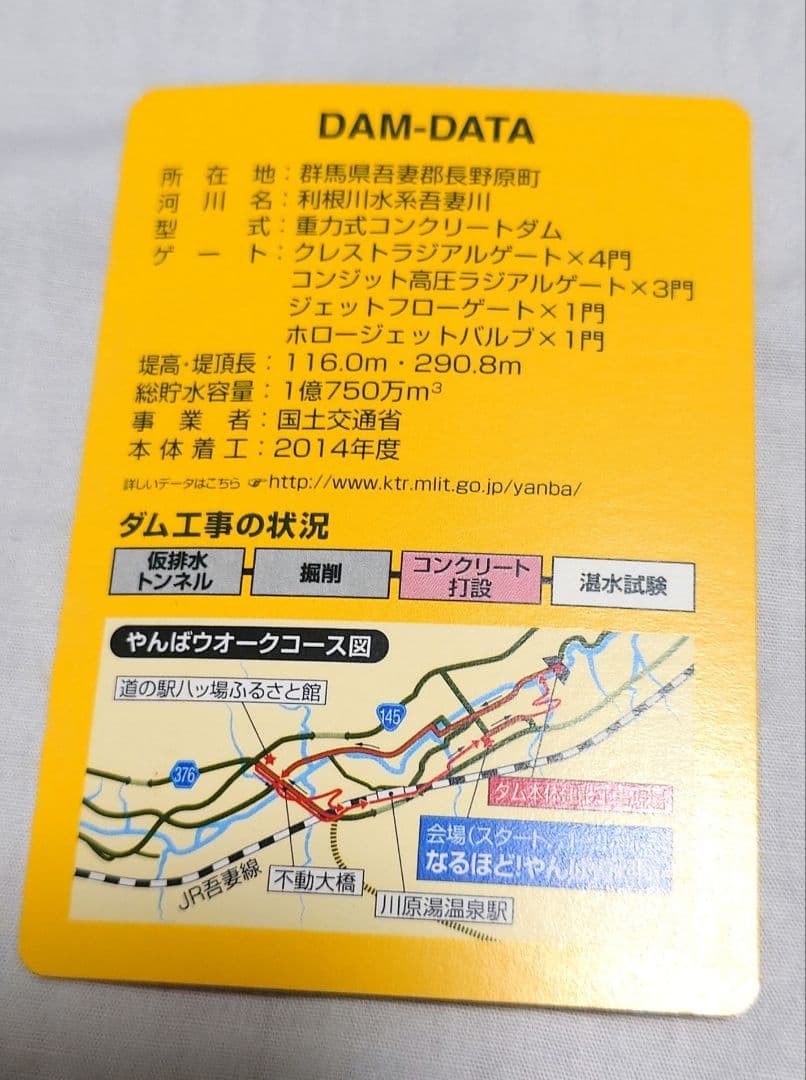 DAM-DATA
所在地：群馬県吾妻郡長野原町
河川名：利根川水系吾妻川
型式：重力式コンクリートダム
ゲート：クレストラジアルゲート×4門
コンジット高圧ラジアルゲート×3門
ジェットフローゲート×1門
ホロージェットバルブ×1門
堤高・堤頂長：116.0m・290.8m
総貯水容量：1億750万m³
事業者：国土交通省
本体着工：2014年度
詳しいデータはこちら ☞http://www.ktr.mlit.go.jp/yanba/
ダム工事の状況
仮排水
トンネル
掘削
コンクリート
打設
湛水試験
やんばウオークコース図
道の駅八ッ場ふるさと館
145
376
ダム本体
会場(スタート
なるほど!やんば
不動大橋
JR吾妻線
川原湯温泉駅